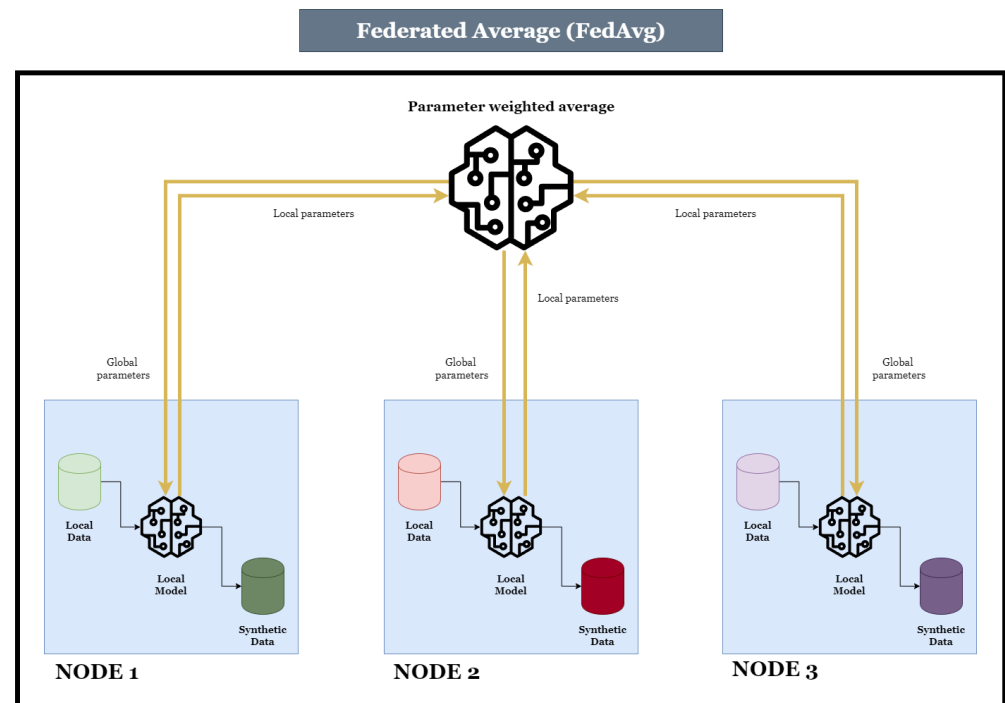 Federated Average (FedAvg)
Parameter weighted average
Local parameters
Local parameters
Local parameters
Global
parameters
Global
parameters
Global
parameters
Local
Data
Local
Model
Synthetic
Data
NODE 1
Local
Data
Local
Model
Synthetic
Data
NODE 2
Local
Data
Local
Model
Synthetic
Data
NODE 3